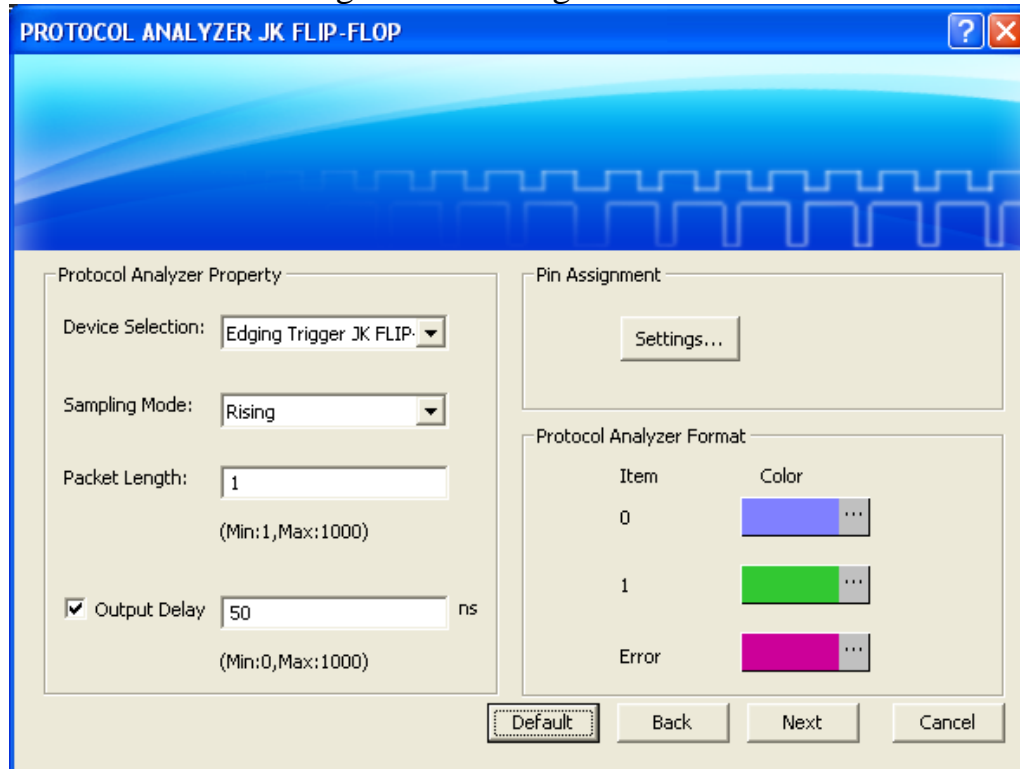 PROTOCOL ANALYZER JK FLIP-FLOP
Protocol Analyzer Property
Device Selection: Edging Trigger JK FLIP-
Sampling Mode: Rising
Packet Length: 1
(Min:1,Max:1000)
Output Delay 50 ns
(Min:0,Max:1000)
Pin Assignment
Settings...
Protocol Analyzer Format
Item Color
0 ...
1 ...
Error ...
Default Back Next Cancel